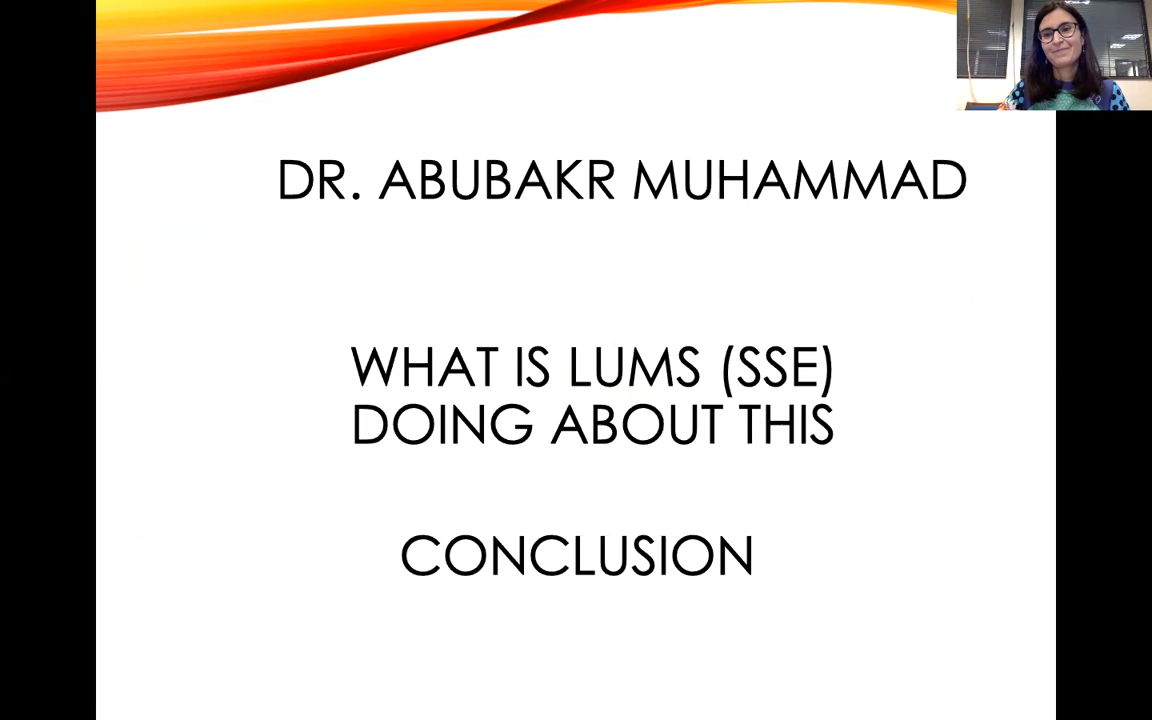 DR. ABUBAKR MUHAMMAD
WHAT IS LUMS (SSE)
DOING ABOUT THIS
CONCLUSION